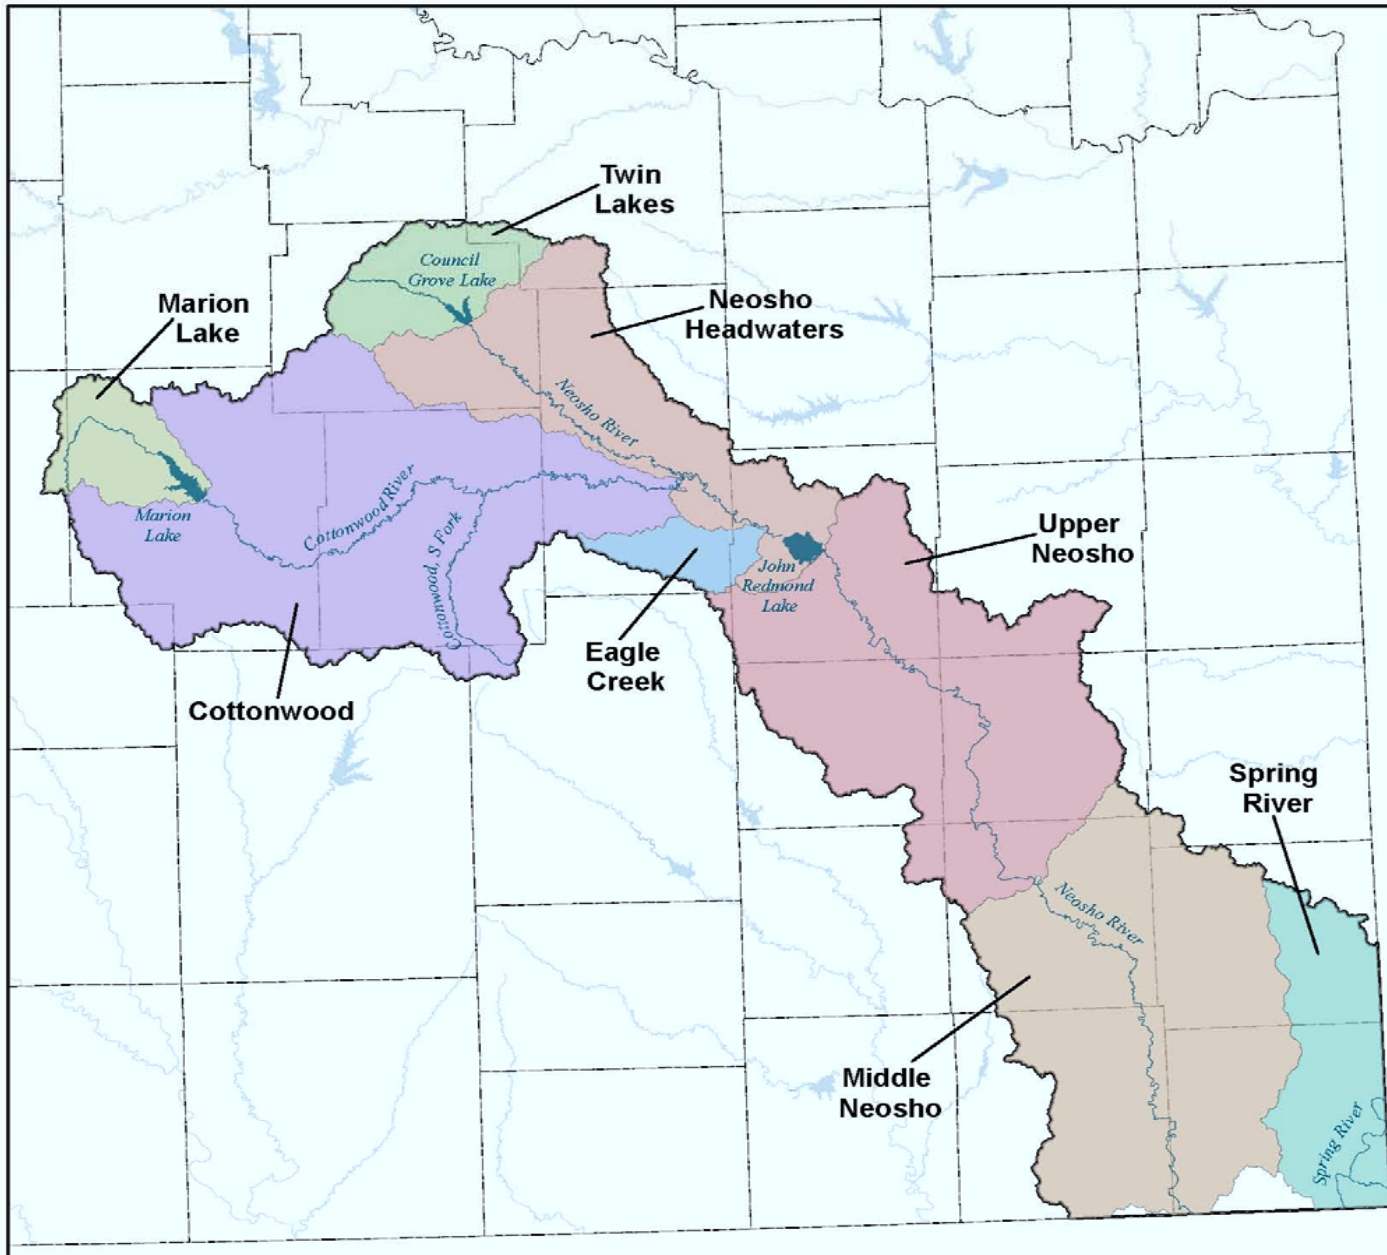 Twin
Lakes
Council
Grove Lake
Neosho
Headwaters
Marion
Lake
Neosho River
Marion
Lake
Cottonwood River
Cottonwood, S Fork
John
Redmond
Lake
Upper
Neosho
Eagle
Creek
Cottonwood
Spring
River
Neosho River
Middle
Neosho
Spring River